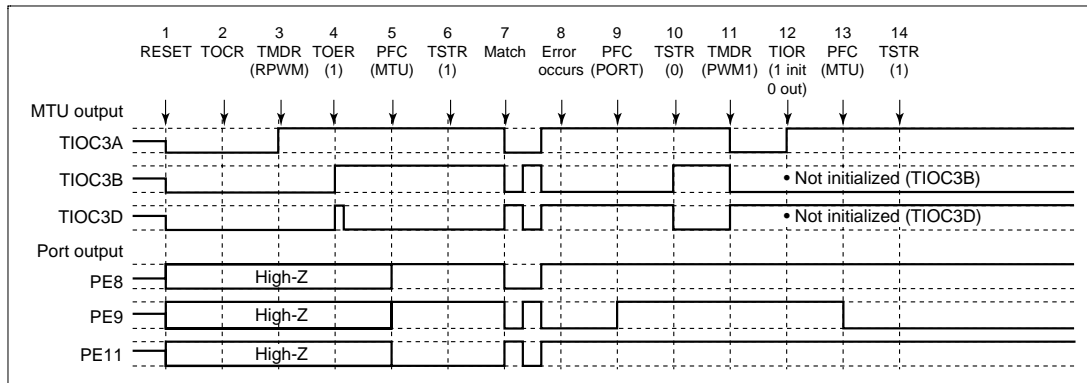 1 2 3 4 5 6 7 8 9 10 11 12 13 14
RESET TOCR TMDR TOER PFC TSTR Match Error PFC TSTR TMDR TIOR PFC TSTR
(RPWM) (1) (MTU) (1) occurs (PORT) (0) (PWM1) (1 init (MTU) (1)
0 out)
MTU output
TIOC3A
TIOC3B • Not initialized (TIOC3B)
TIOC3D • Not initialized (TIOC3D)
Port output
PE8 High-Z
PE9 High-Z
PE11 High-Z